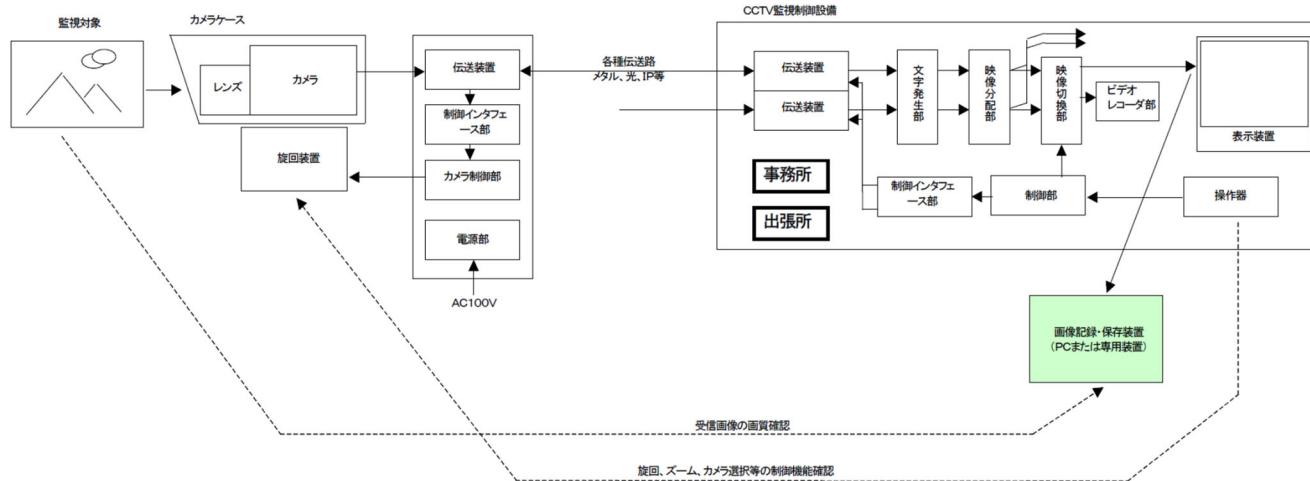 監視対象
カメラケース
レンズ
カメラ
旋回装置
伝送装置
制御インタフェ
ース部
カメラ制御部
電源部
AC100V
各種伝送路
メタル、光、IP等
CCTV監視制御設備
伝送装置
伝送装置
文字発生部
映像分配部
映像切換部
ビデオ
レコーダ部
表示装置
事務所
出張所
制御インタフェ
ース部
制御部
操作器
画像記録・保存装置
(PCまたは専用装置)
受信画像の画質確認
旋回、ズーム、カメラ選択等の制御機能確認